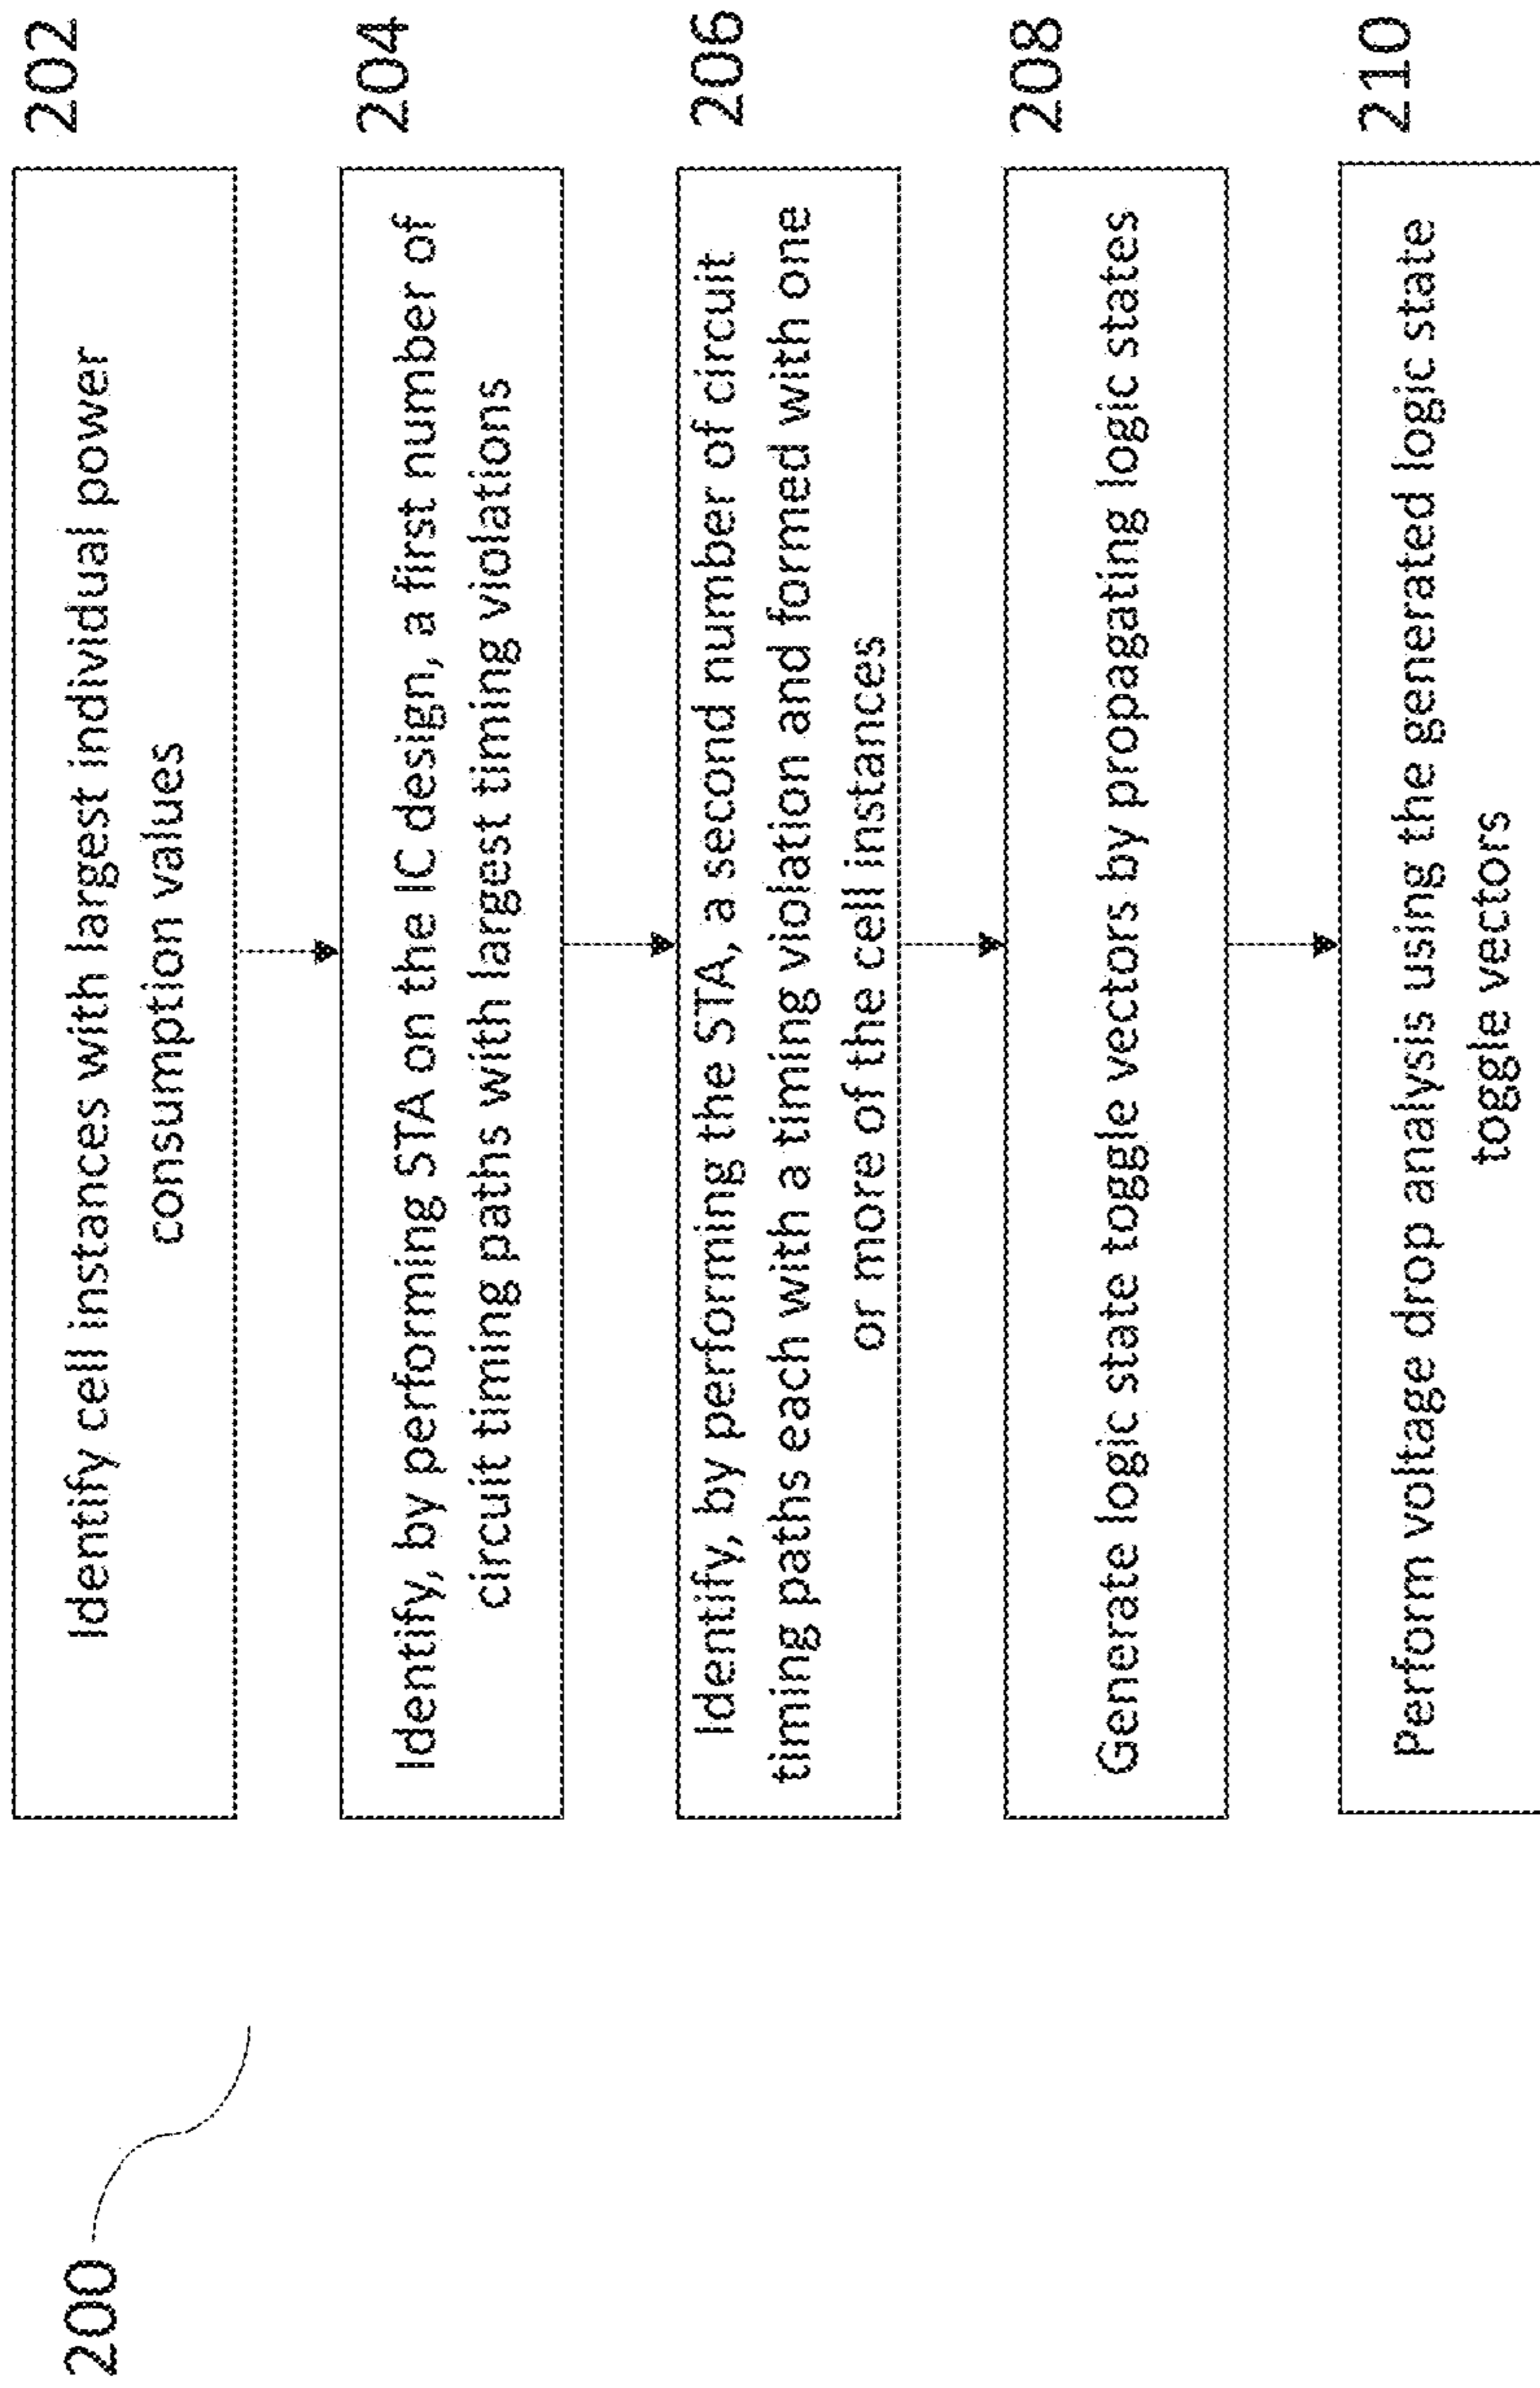 200
202
Identify cell instances with largest individual power
consumption values
204
Identify, by performing STA on the IC design, a first number of
circuit timing paths with largest timing violations
206
Identify, by performing the STA, a second number of circuit
timing paths each with a timing violation and formed with one
or more of the cell instances
208
Generate logic state toggle vectors by propagating logic states
210
Perform voltage drop analysis using the generated logic state
toggle vectors